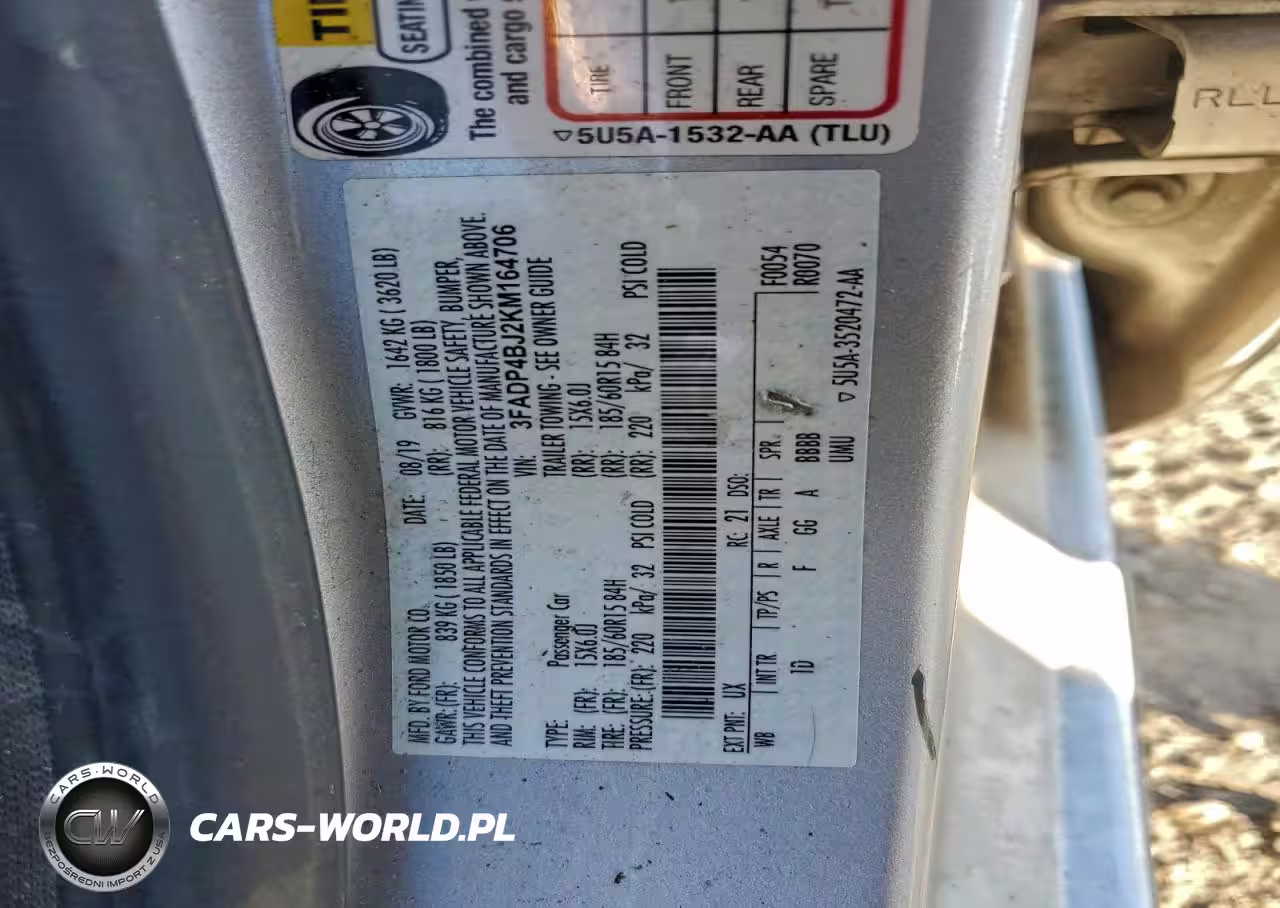 TIRE
FRONT
REAR
SPARE
SEATIN
The combined
and cargo
▽5U5A-1532-AA (TLU)
MFD. BY FORD MOTOR CO. DATE: 08/19 GVWR: 1642 KG ( 3620 LB)
GAWR: (FR): 839 KG ( 1850 LB) (RR): 816 KG ( 1800 LB)
THIS VEHICLE CONFORMS TO ALL APPLICABLE FEDERAL MOTOR VEHICLE SAFETY, BUMPER,
AND THEFT PREVENTION STANDARDS IN EFFECT ON THE DATE OF MANUFACTURE SHOWN ABOVE.
VIN: 3FADP4BJ2KM164706
TYPE: Passenger Car TRAILER TOWING - SEE OWNER GUIDE
RIM: (FR): 15X6.0J (RR): 15X6.0J
TIRE: (FR): 185/60R15 84H (RR): 185/60R15 84H
PRESSURE: (FR): 220 kPa/ 32 PSI COLD (RR): 220 kPa/ 32 PSI COLD
EXT PNT: UX RC: 21 DSO:
WB INT TR TP/PS R AXLE TR SPR F0054
1D F GG A BBBB R0070
UMU
▽ 5U5A-3520472-AA
CARS-WORLD
CW
BEZPOŚREDNI IMPORT Z USA
CARS-WORLD.PL